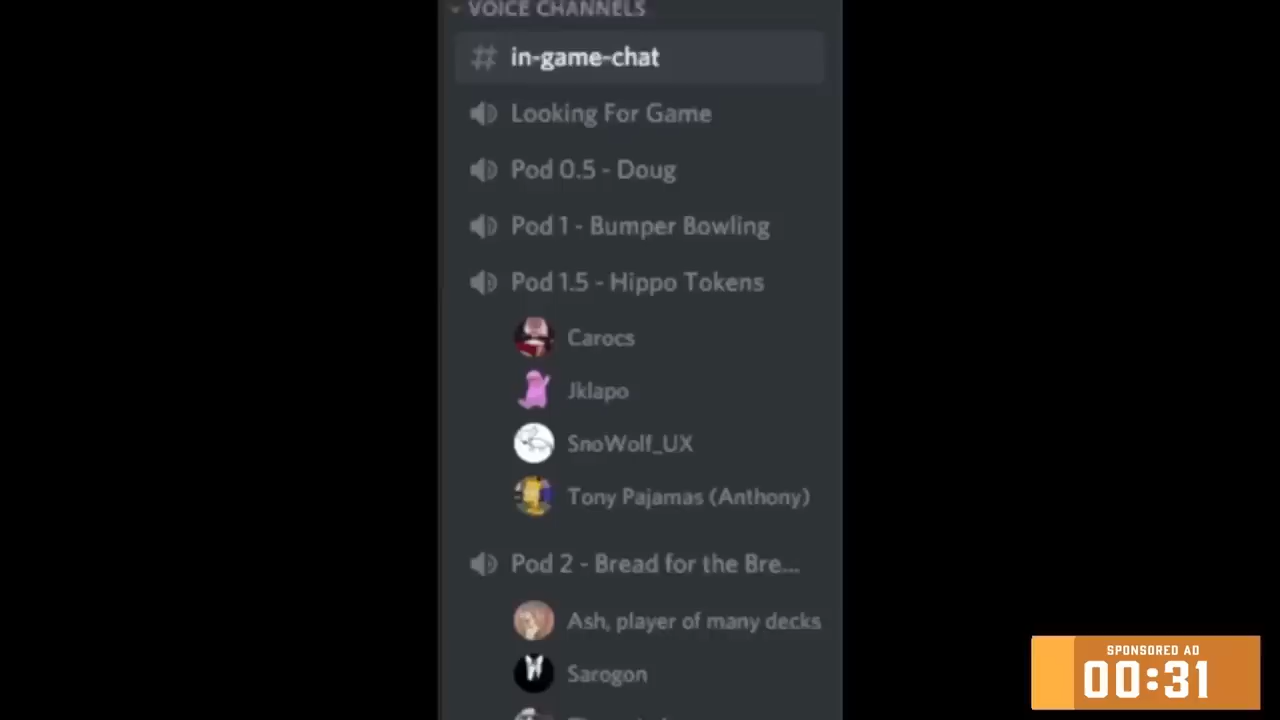 VOICE CHANNELS
# in-game-chat
Looking For Game
Pod 0.5 - Doug
Pod 1 - Bumper Bowling
Pod 1.5 - Hippo Tokens
Carocs
Jklapo
SnoWolf_UX
Tony Pajamas (Anthony)
Pod 2 - Bread for the Bre...
Ash, player of many decks
Sarogon
SPONSORED AD
00:31